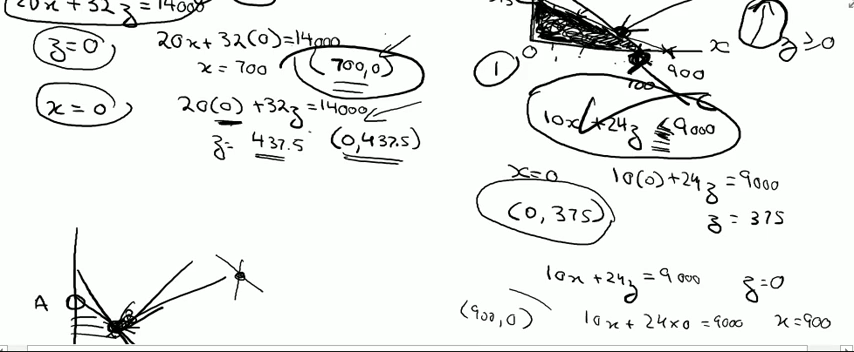 20x + 32z = 14000
z=0
20x + 32(0) = 14000
x = 700
(700,0)
x = 0
20(0) + 32z = 14000
z = 437.5
(0,437.5)
A
B
0
x
z ≥ 0
1
700
900
10x + 24z ≤ 9000
x=0
10(0) + 24z = 9000
(0, 375)
z = 375
10x + 24z = 9000
z=0
(900,0)
10x + 24x0 = 9000
x=900